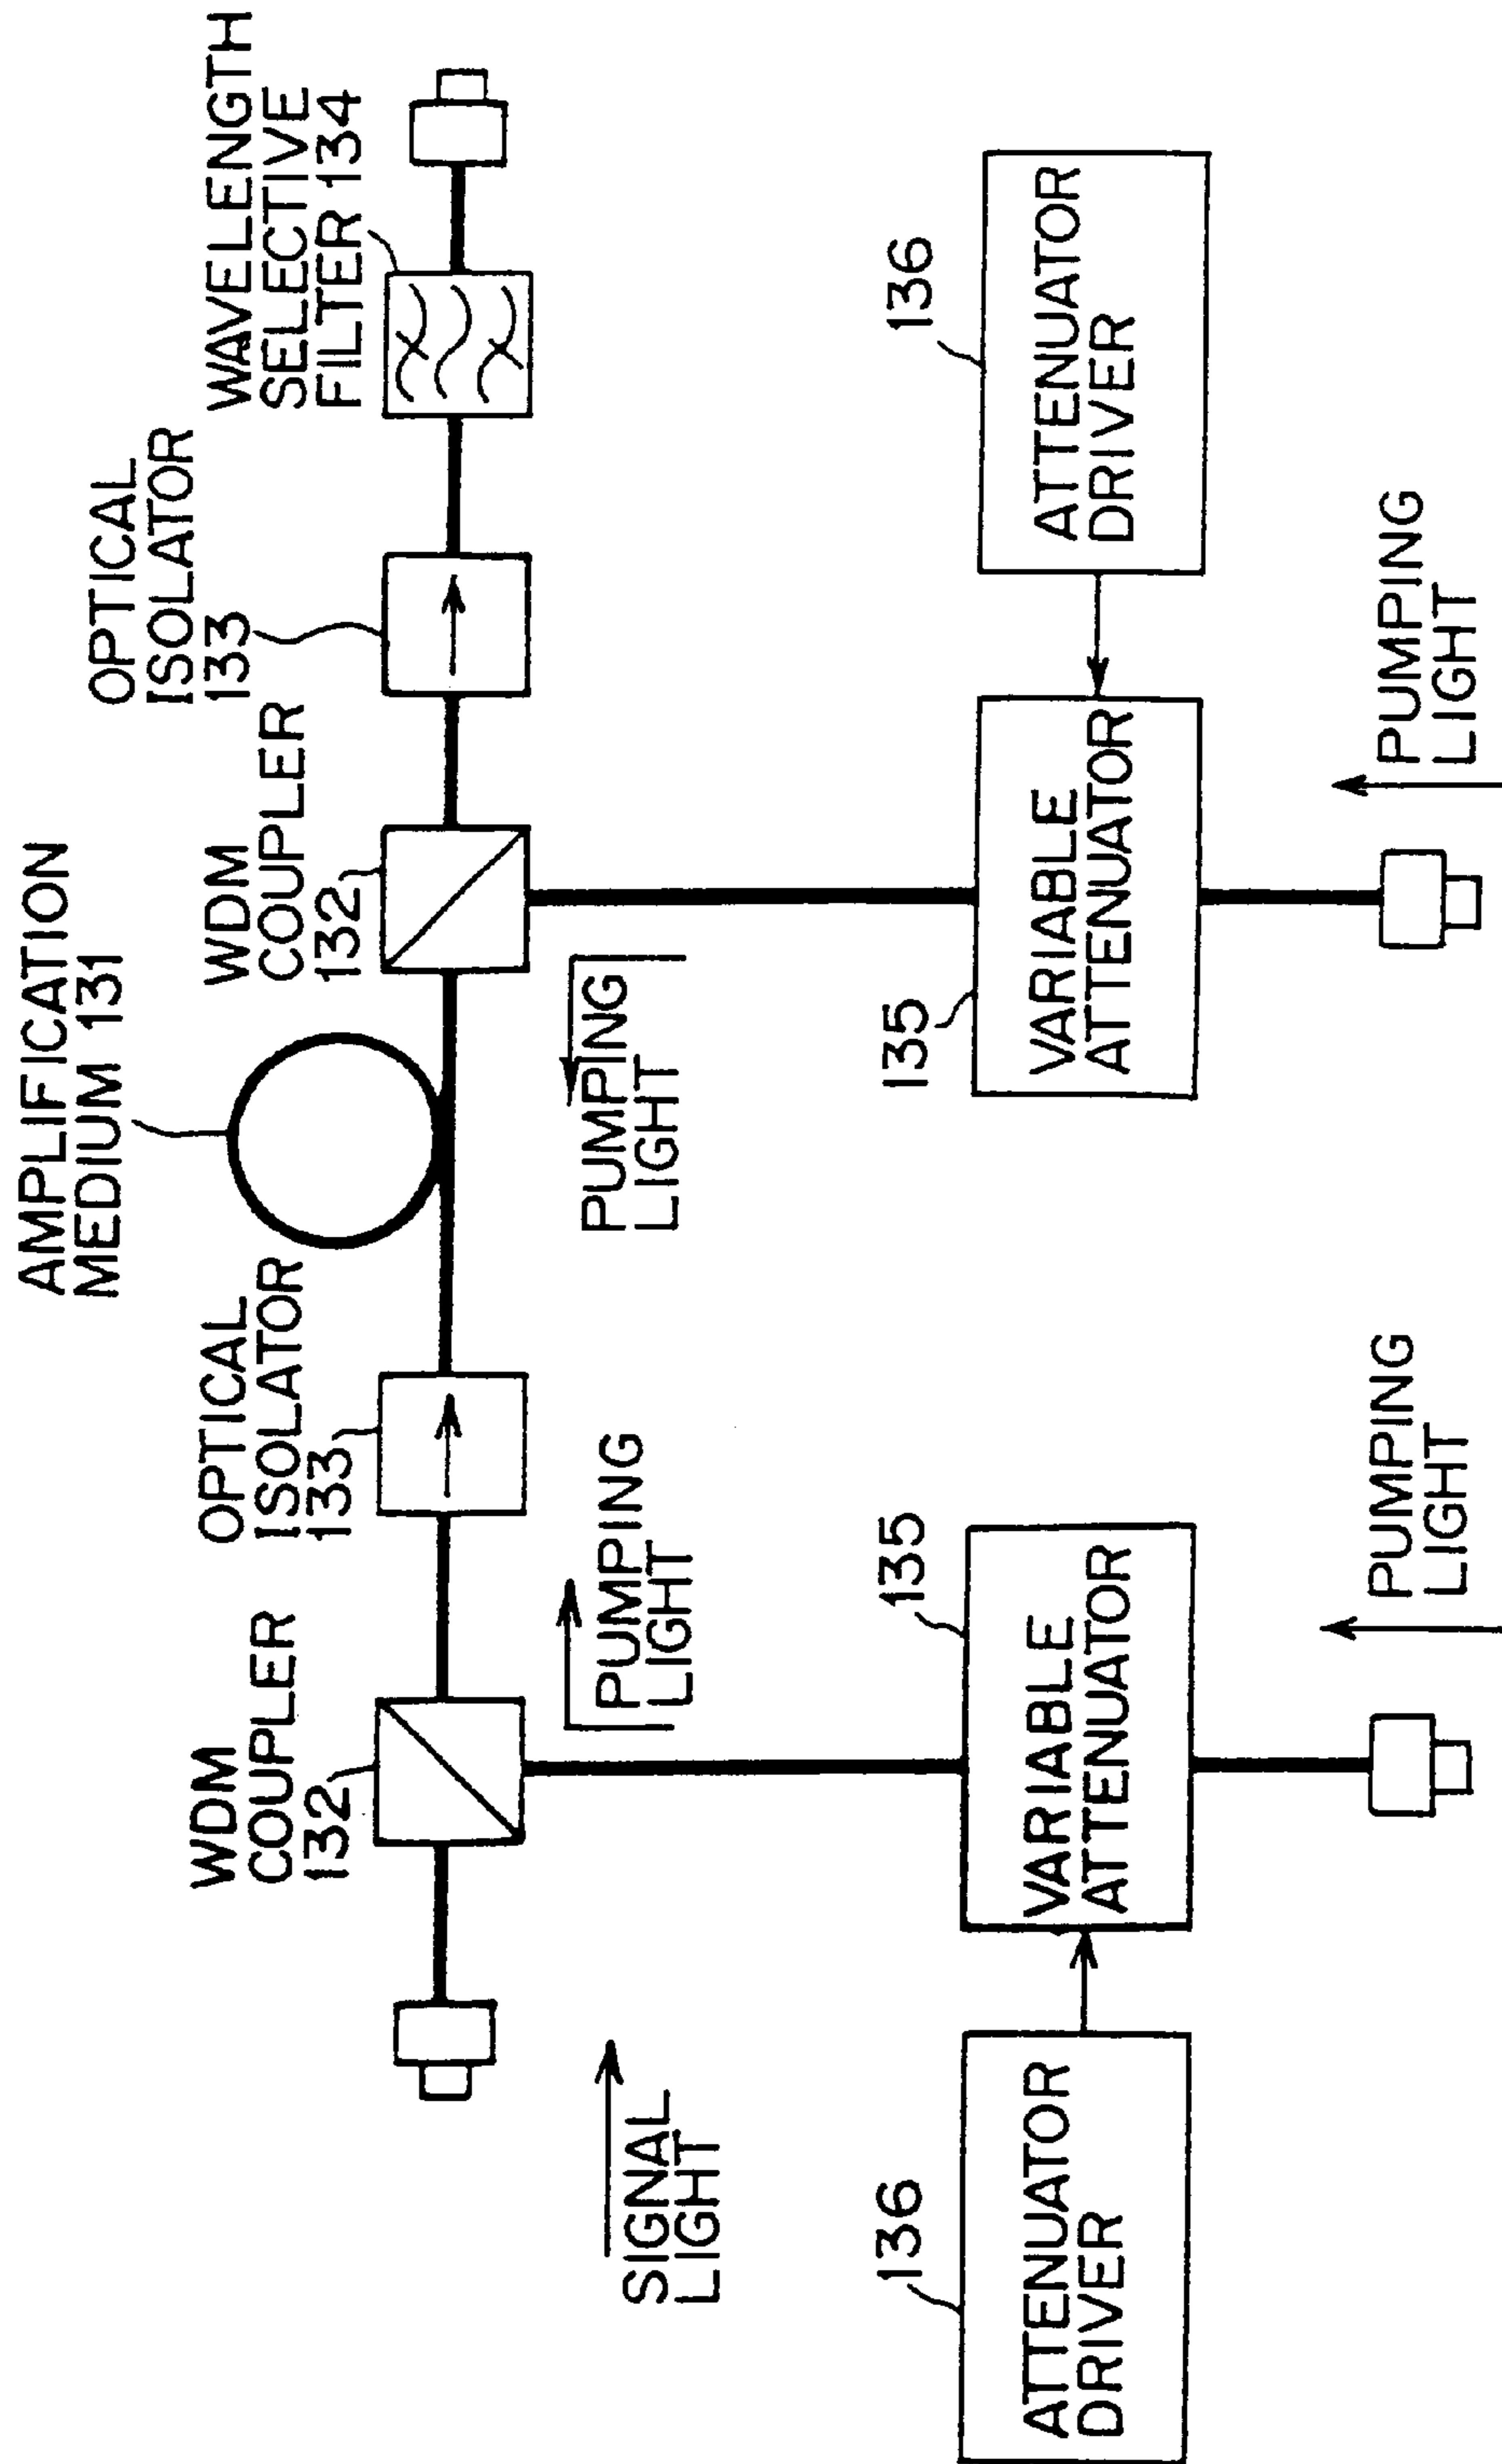 AMPLIFICATION
MEDIUM 131
WDM
COUPLER
132
OPTICAL
ISOLATOR
133
WDM
COUPLER
132
OPTICAL
ISOLATOR
133
WAVELENGTH
SELECTIVE
FILTER 134
SIGNAL
LIGHT
PUMPING
LIGHT
PUMPING
LIGHT
136
ATTENUATOR
DRIVER
135
VARIABLE
ATTENUATOR
135
VARIABLE
ATTENUATOR
136
ATTENUATOR
DRIVER
PUMPING
LIGHT
PUMPING
LIGHT